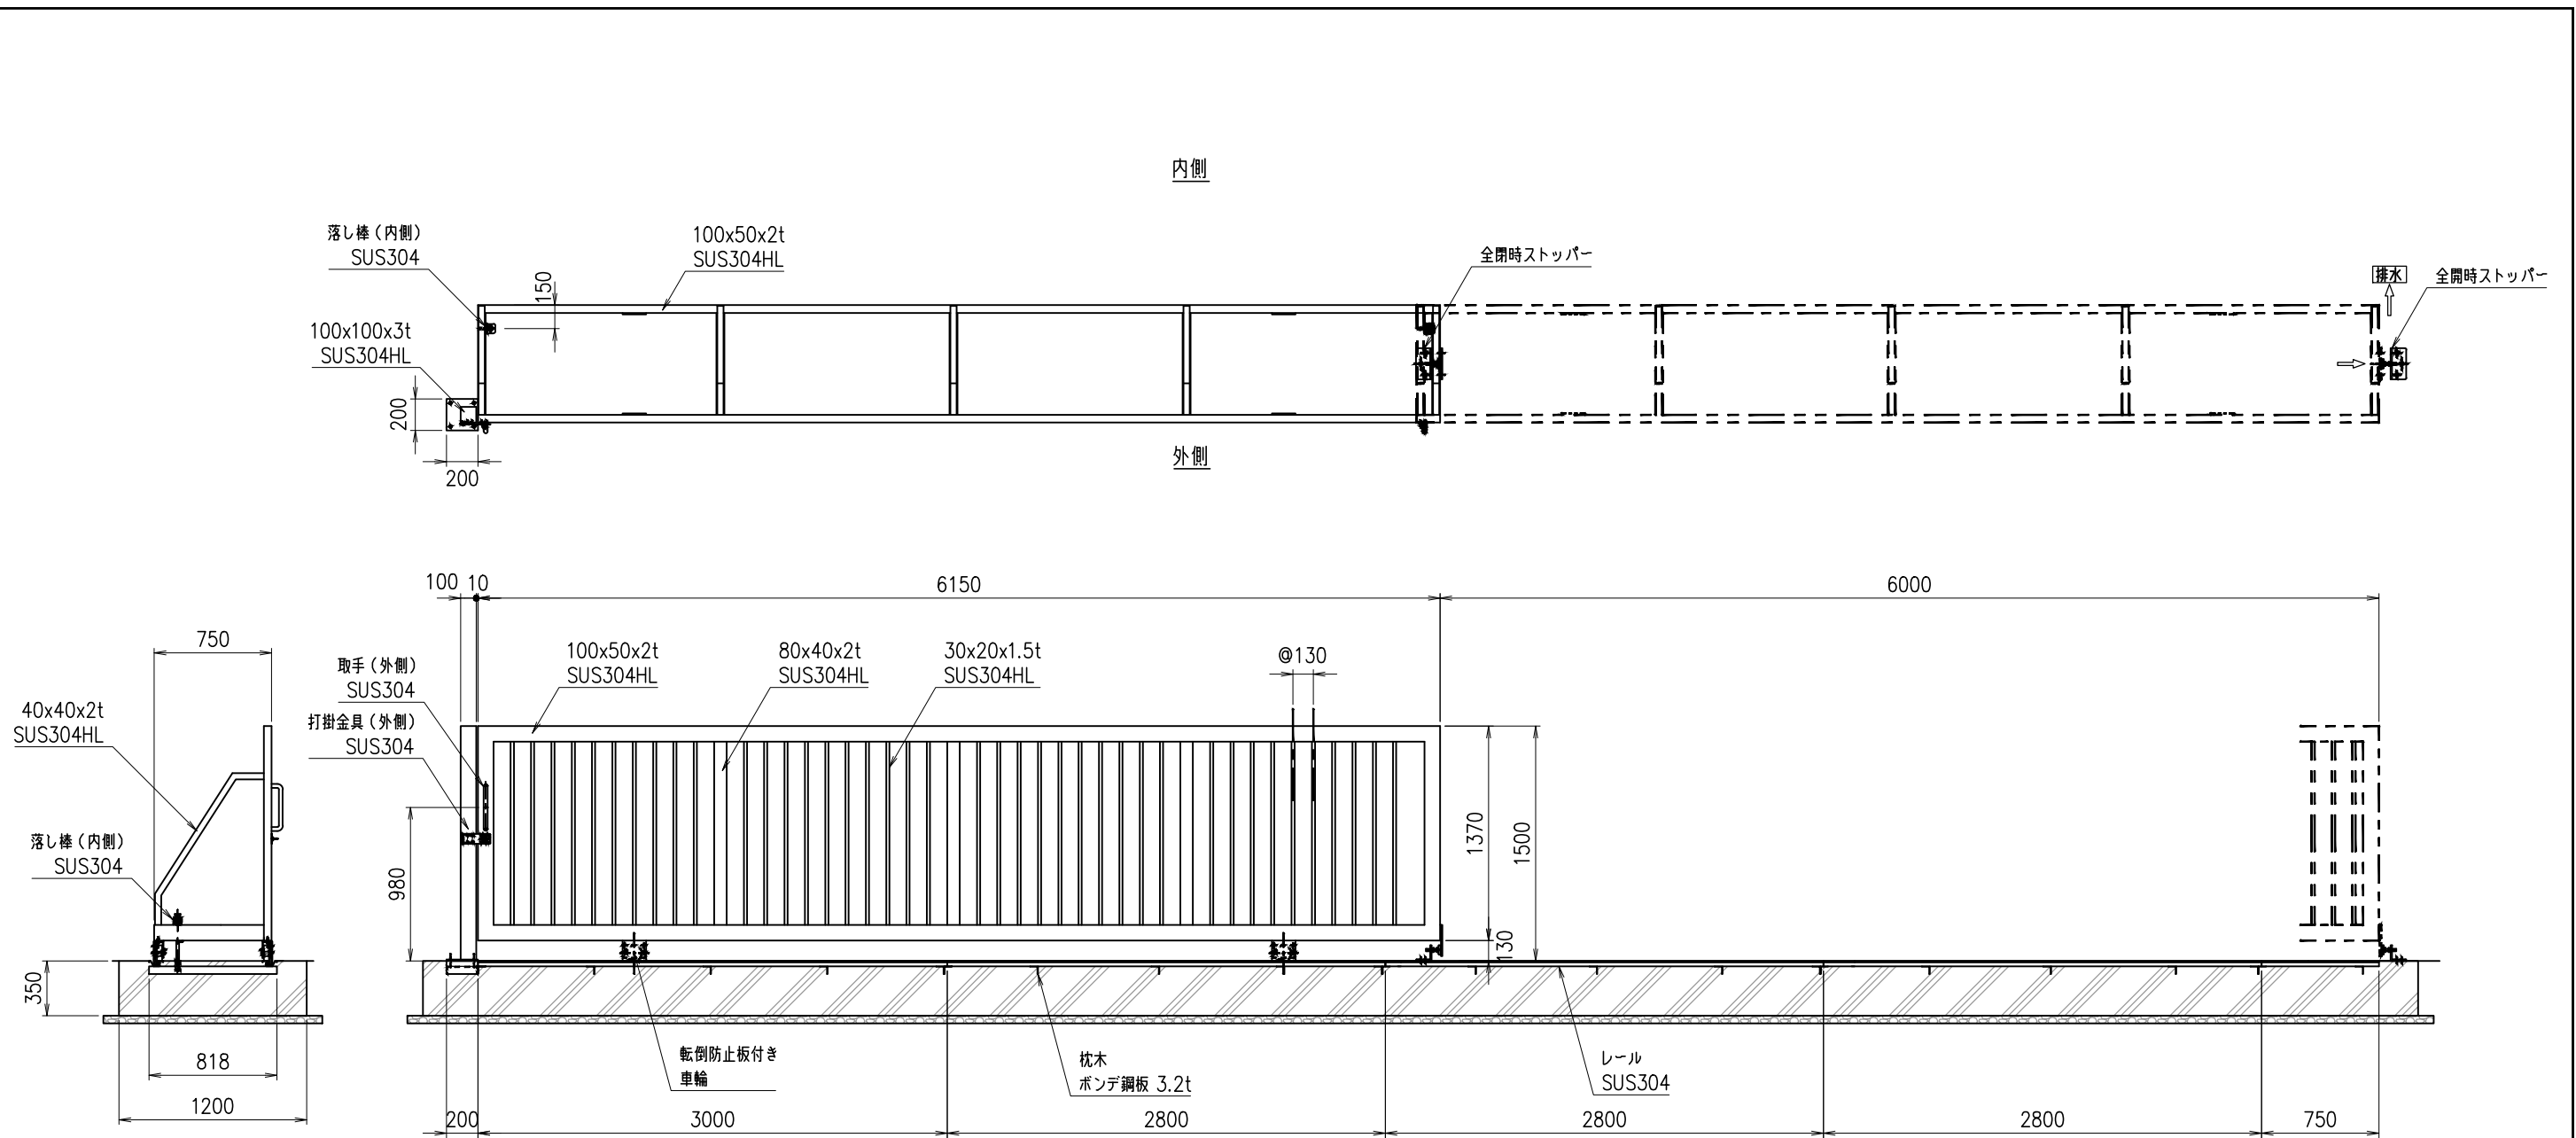 内側
落し棒（内側）
SUS304
100x50x2t
SUS304HL
150
全閉時ストッパー
排水
全開時ストッパー
100x100x3t
SUS304HL
200
200
外側
100
10
6150
6000
750
取手（外側）
SUS304
100x50x2t
SUS304HL
80x40x2t
SUS304HL
30x20x1.5t
SUS304HL
@130
40x40x2t
SUS304HL
打掛金具（外側）
SUS304
落し棒（内側）
SUS304
980
1370
1500
130
350
818
1200
転倒防止板付き
車輪
枕木
ボンデ鋼板 3.2t
レール
SUS304
200
3000
2800
2800
2800
750